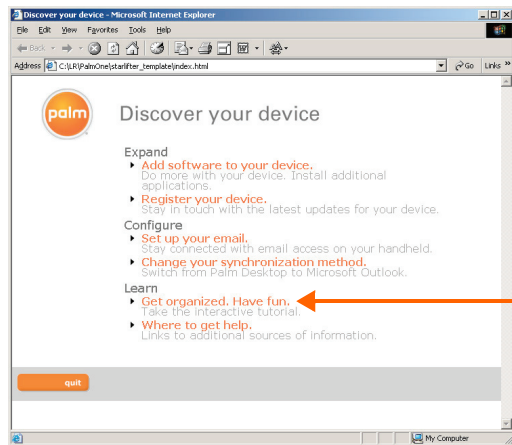 Discover your device - Microsoft Internet Explorer
File Edit View Favorites Tools Help
Back
Address C:\LR\PalmOne\starlifter_template\index.html Go Links »
palm
Discover your device
Expand
Add software to your device.
Do more with your device. Install additional
applications.
Register your device.
Stay in touch with the latest updates for your device.
Configure
Set up your email.
Stay connected with email access on your handheld.
Change your synchronization method.
Switch from Palm Desktop to Microsoft Outlook.
Learn
Get organized. Have fun.
Take the interactive tutorial.
Where to get help.
Links to additional sources of information.
quit
My Computer